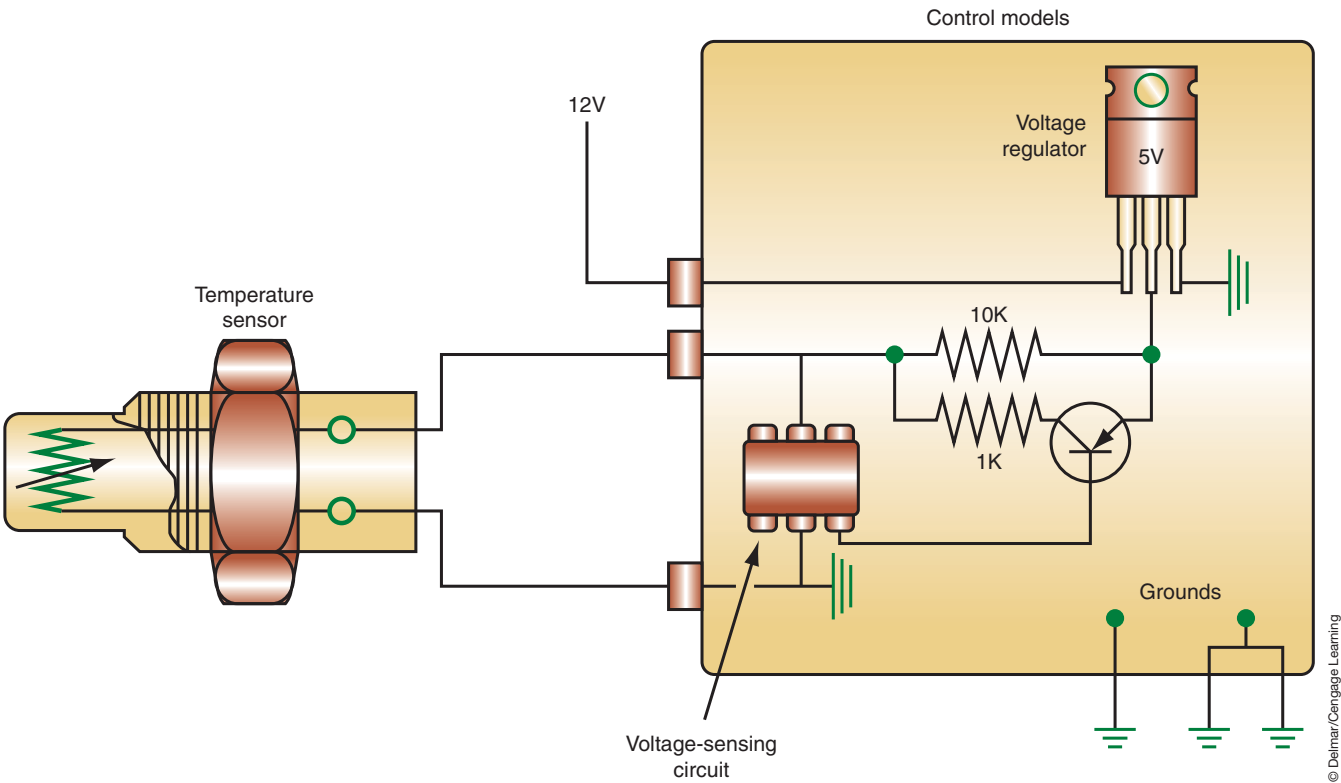 Control models
12V
Voltage
regulator
5V
Temperature
sensor
10K
1K
Grounds
Voltage-sensing
circuit
© Delmar/Cengage Learning